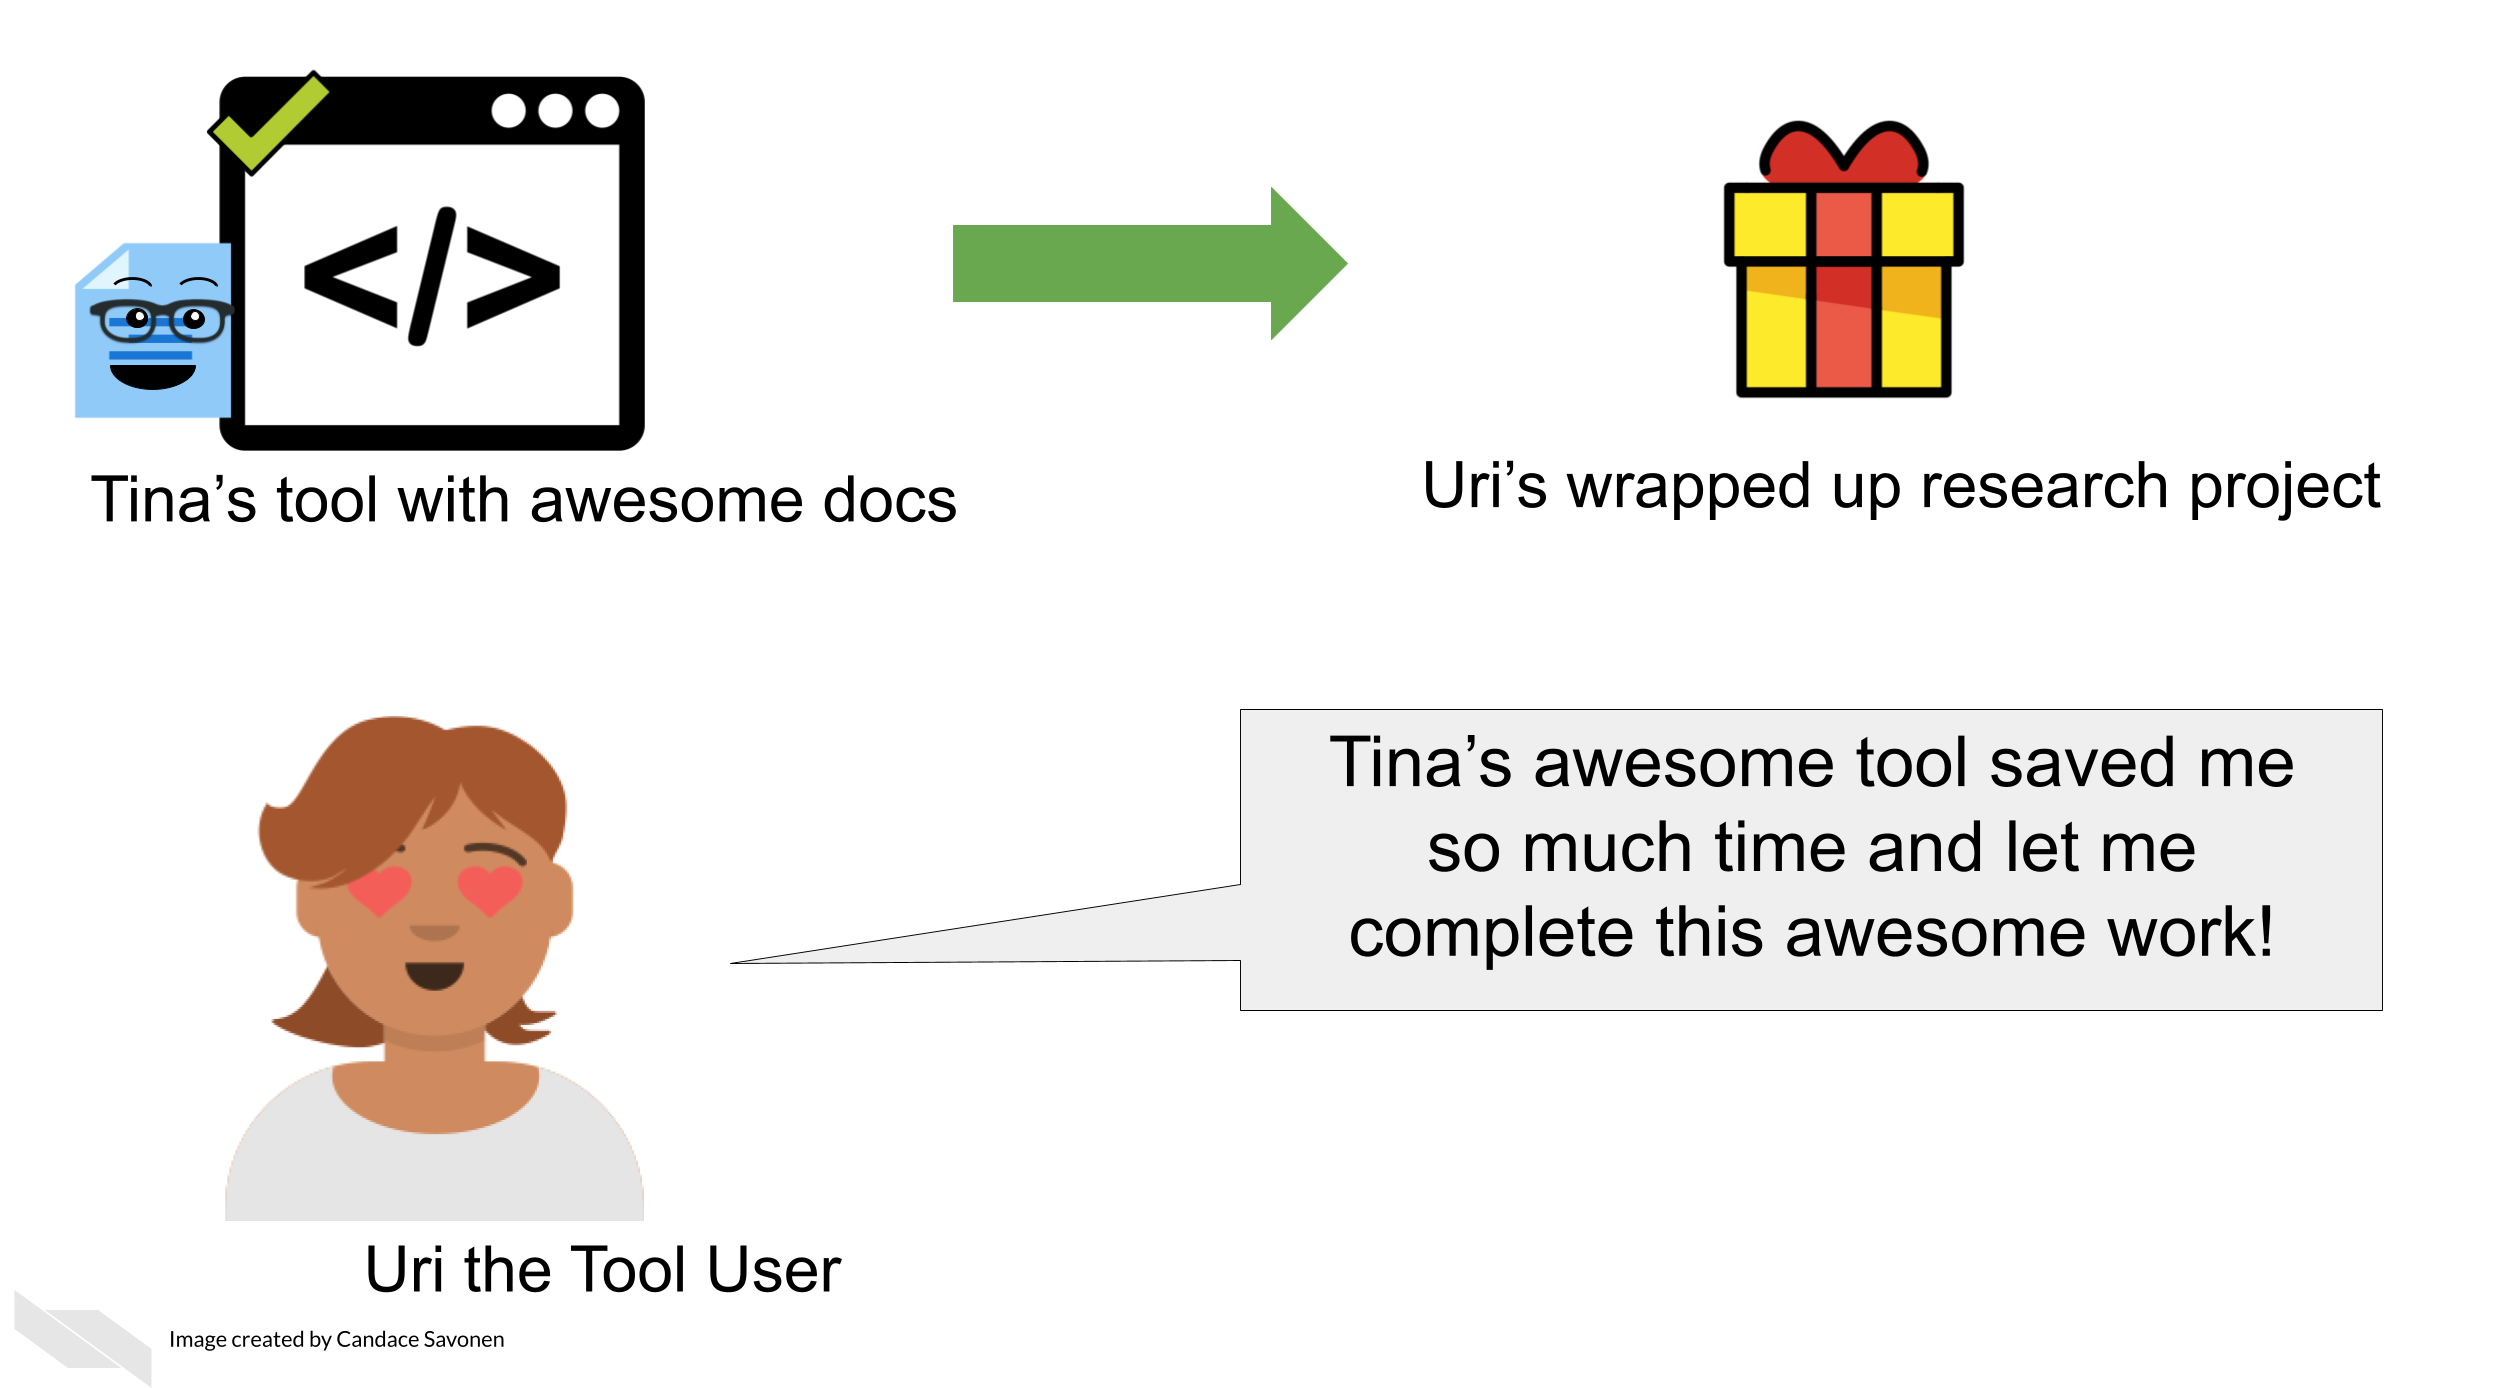 </>
Tina’s tool with awesome docs
Uri’s wrapped up research project
Tina’s awesome tool saved me
so much time and let me
complete this awesome work!
Uri the Tool User
Image created by Candace Savonen